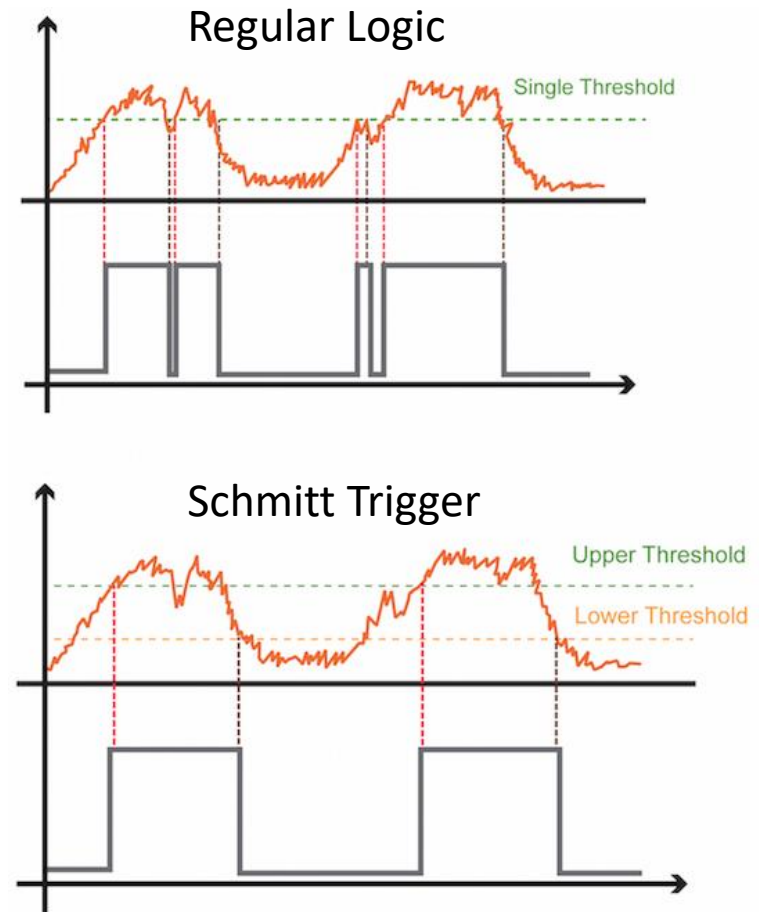 Regular Logic
Single Threshold
Schmitt Trigger
Upper Threshold
Lower Threshold